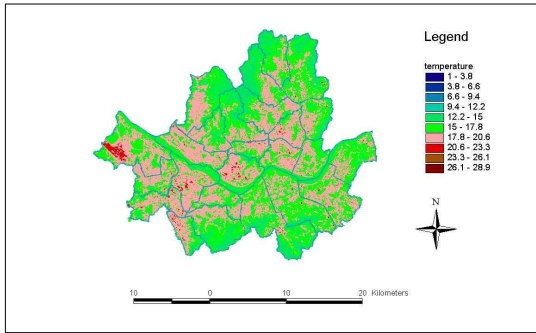 Legend
temperature
1 - 3.8
3.8 - 6.6
6.6 - 9.4
9.4 - 12.2
12.2 - 15
15 - 17.8
17.8 - 20.6
20.6 - 23.3
23.3 - 26.1
26.1 - 28.9
N
10 0 10 20 Kilometers